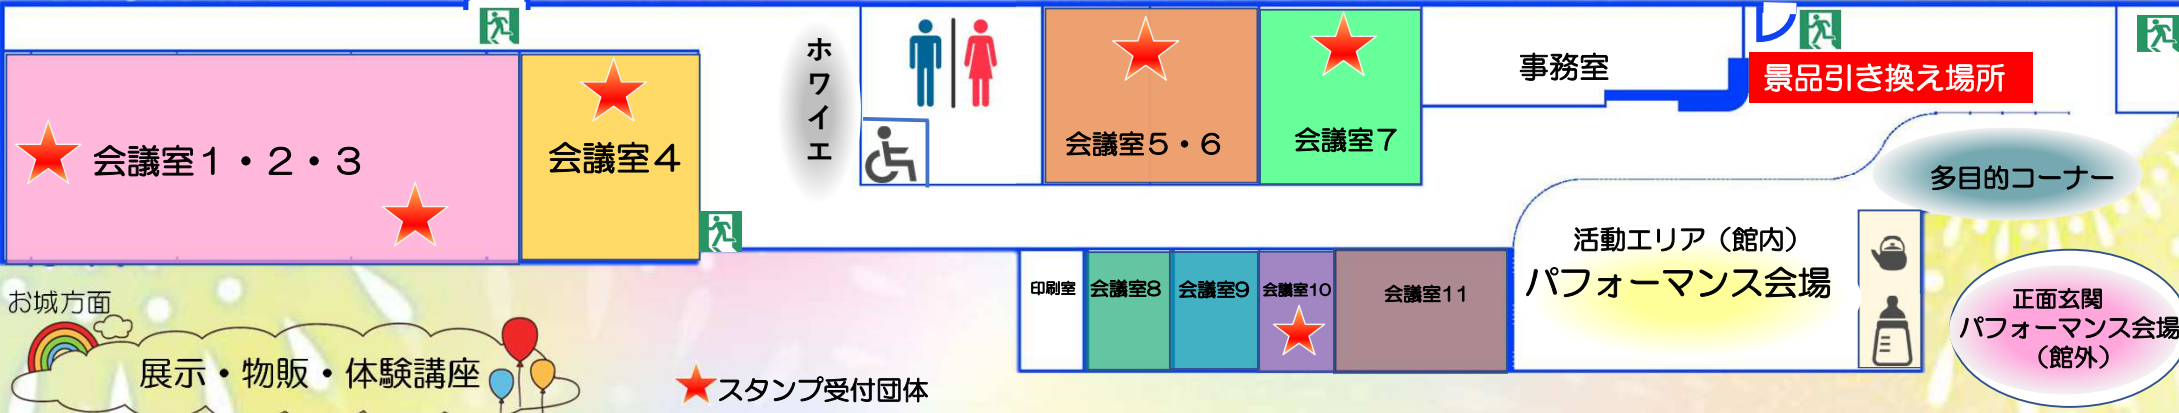 ホワイエ
事務室
景品引き換え場所
会議室１・２・３
会議室４
会議室５・６
会議室７
多目的コーナー
活動エリア（館内）
パフォーマンス会場
印刷室
会議室8
会議室9
会議室10
会議室11
正面玄関
パフォーマンス会場
（館外）
お城方面
展示・物販・体験講座
スタンプ受付団体